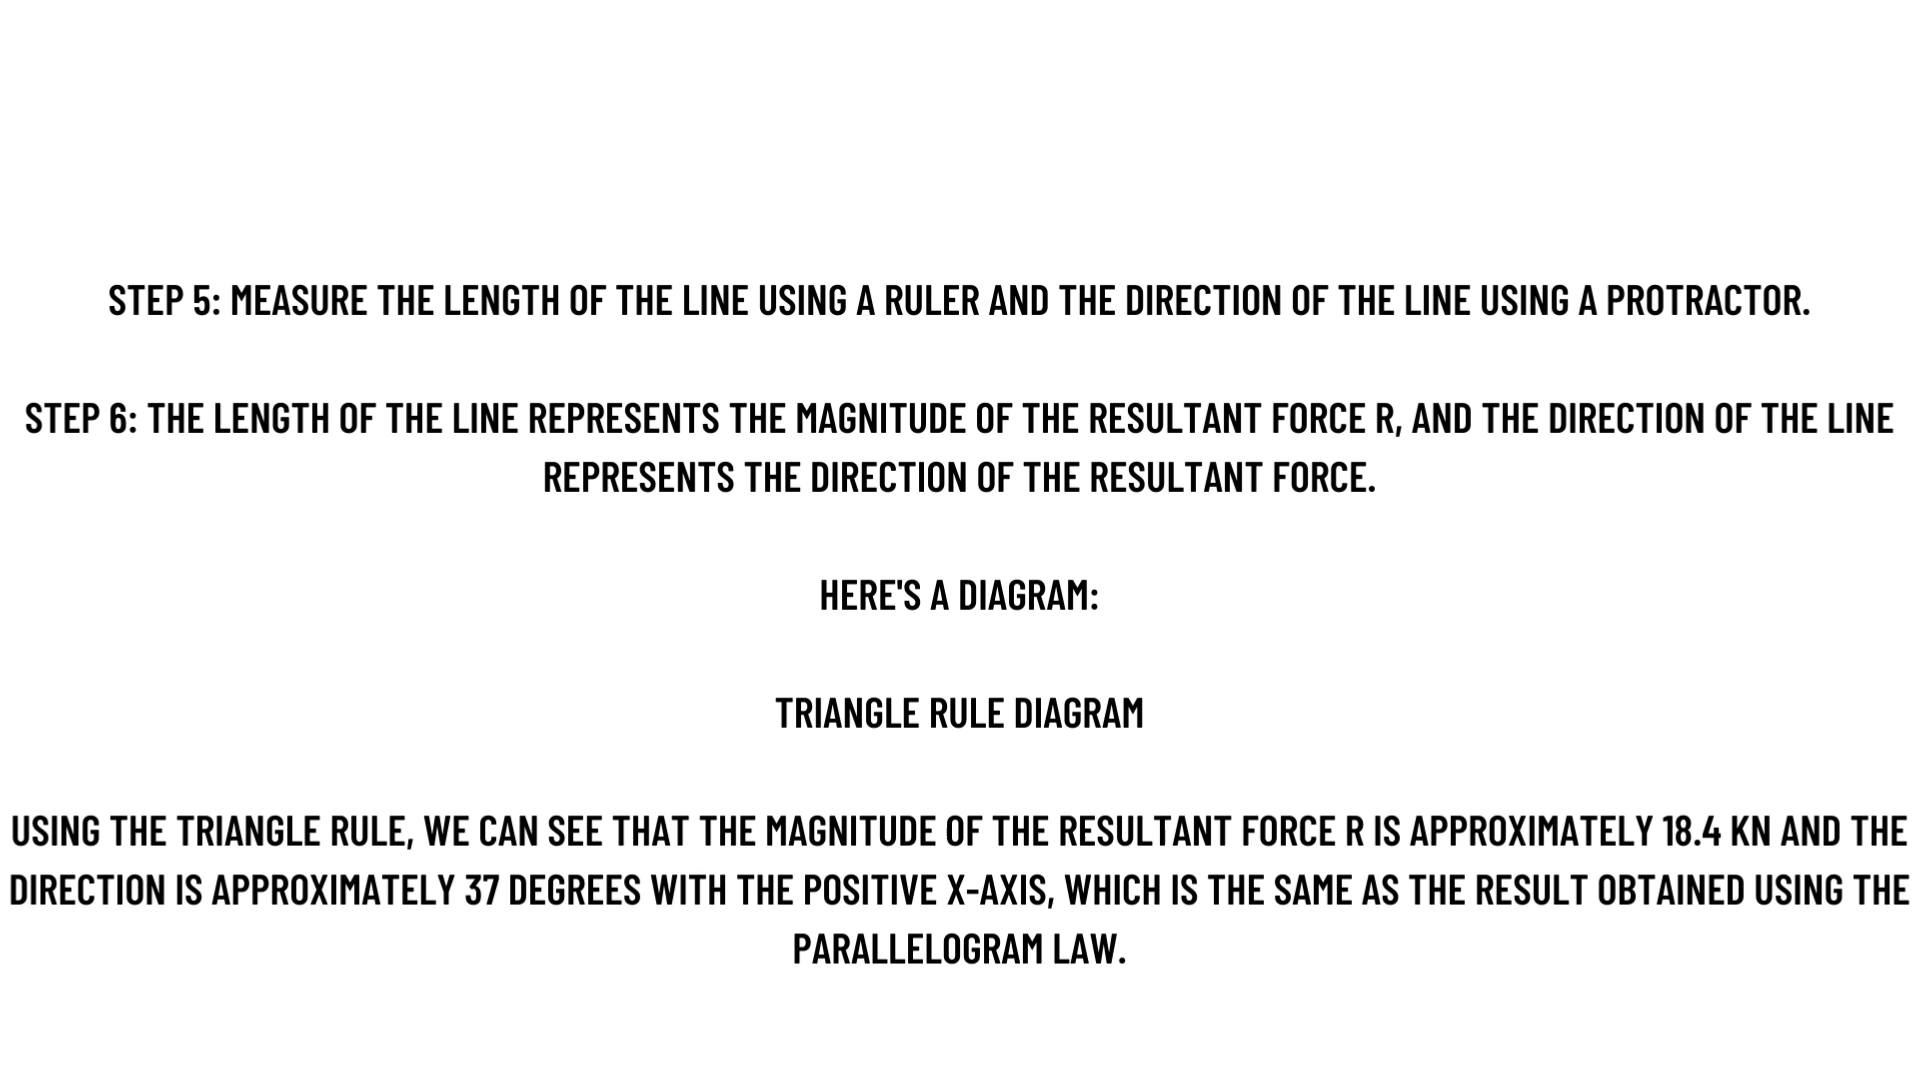 STEP 5: MEASURE THE LENGTH OF THE LINE USING A RULER AND THE DIRECTION OF THE LINE USING A PROTRACTOR.
STEP 6: THE LENGTH OF THE LINE REPRESENTS THE MAGNITUDE OF THE RESULTANT FORCE R, AND THE DIRECTION OF THE LINE
REPRESENTS THE DIRECTION OF THE RESULTANT FORCE.
HERE'S A DIAGRAM:
TRIANGLE RULE DIAGRAM
USING THE TRIANGLE RULE, WE CAN SEE THAT THE MAGNITUDE OF THE RESULTANT FORCE R IS APPROXIMATELY 18.4 KN AND THE
DIRECTION IS APPROXIMATELY 37 DEGREES WITH THE POSITIVE X-AXIS, WHICH IS THE SAME AS THE RESULT OBTAINED USING THE
PARALLELOGRAM LAW.